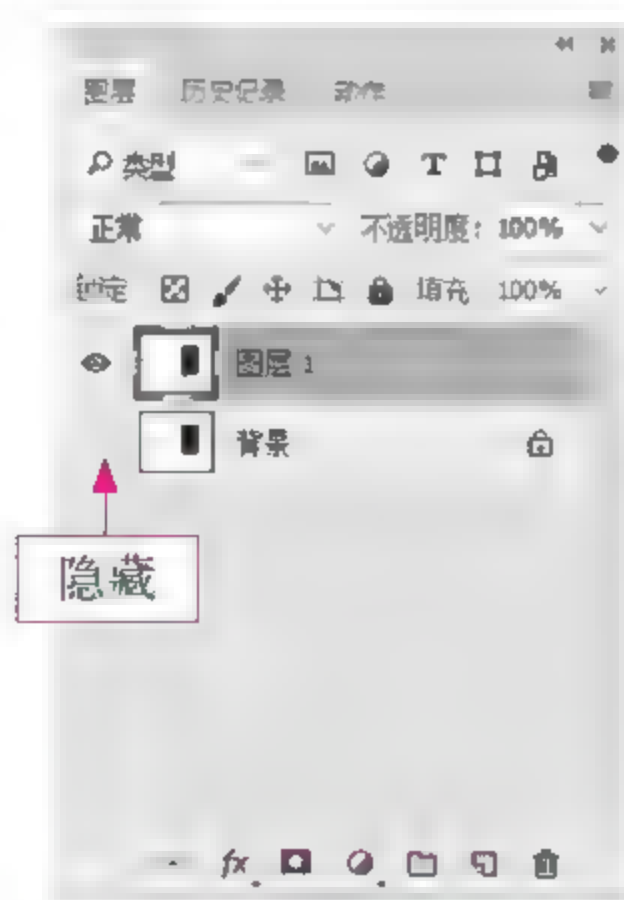 图层 历史记录 动作
类型 T
正常 不透明度: 100%
锁定 填充 100%
图层 1
背景
隐藏
fx